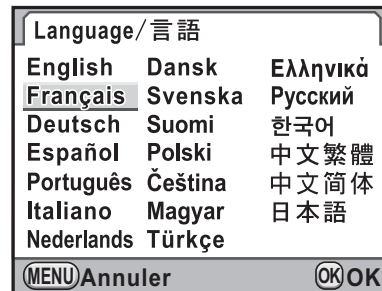 Language/言語
English Dansk Ελληνικά
Français Svenska Русский
Deutsch Suomi 한국어
Español Polski 中文繁體
Português Čeština 中文简体
Italiano Magyar 日本語
Nederlands Türkçe
MENU Annuler OK OK